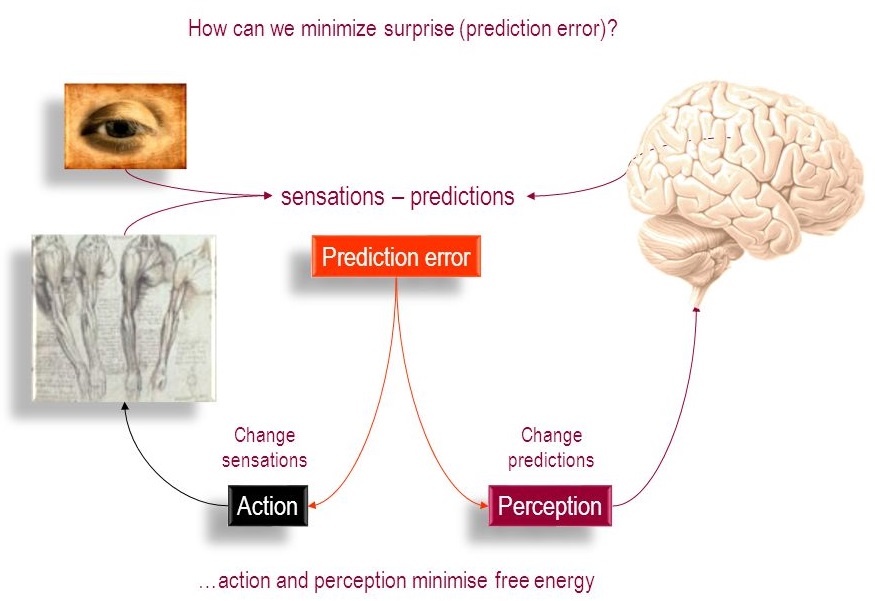 How can we minimize surprise (prediction error)?
sensations – predictions
Prediction error
Change
sensations
Change
predictions
Action
Perception
…action and perception minimise free energy